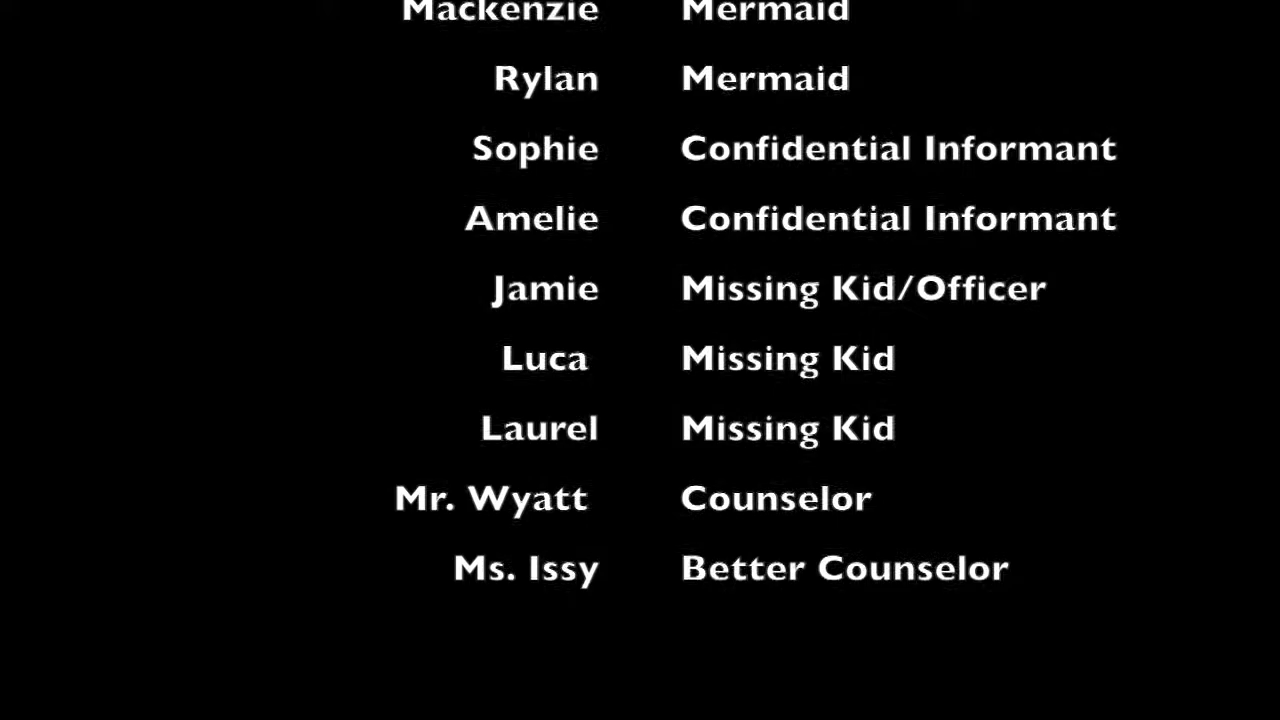 Mackenzie Mermaid
Rylan Mermaid
Sophie Confidential Informant
Amelie Confidential Informant
Jamie Missing Kid/Officer
Luca Missing Kid
Laurel Missing Kid
Mr. Wyatt Counselor
Ms. Issy Better Counselor